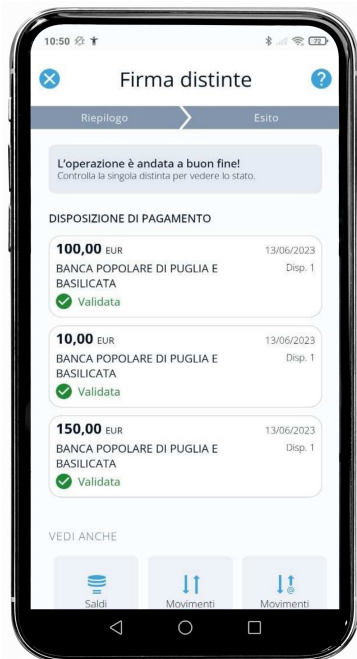 10:50
72
Firma distinte
?
Riepilogo
Esito
L'operazione è andata a buon fine!
Controlla la singola distinta per vedere lo stato.
DISPOSIZIONE DI PAGAMENTO
100,00 EUR 13/06/2023
BANCA POPOLARE DI PUGLIA E Disp. 1
BASILICATA
Validata
10,00 EUR 13/06/2023
BANCA POPOLARE DI PUGLIA E Disp. 1
BASILICATA
Validata
150,00 EUR 13/06/2023
BANCA POPOLARE DI PUGLIA E Disp. 1
BASILICATA
Validata
VEDI ANCHE
@
Saldi Movimenti Movimenti